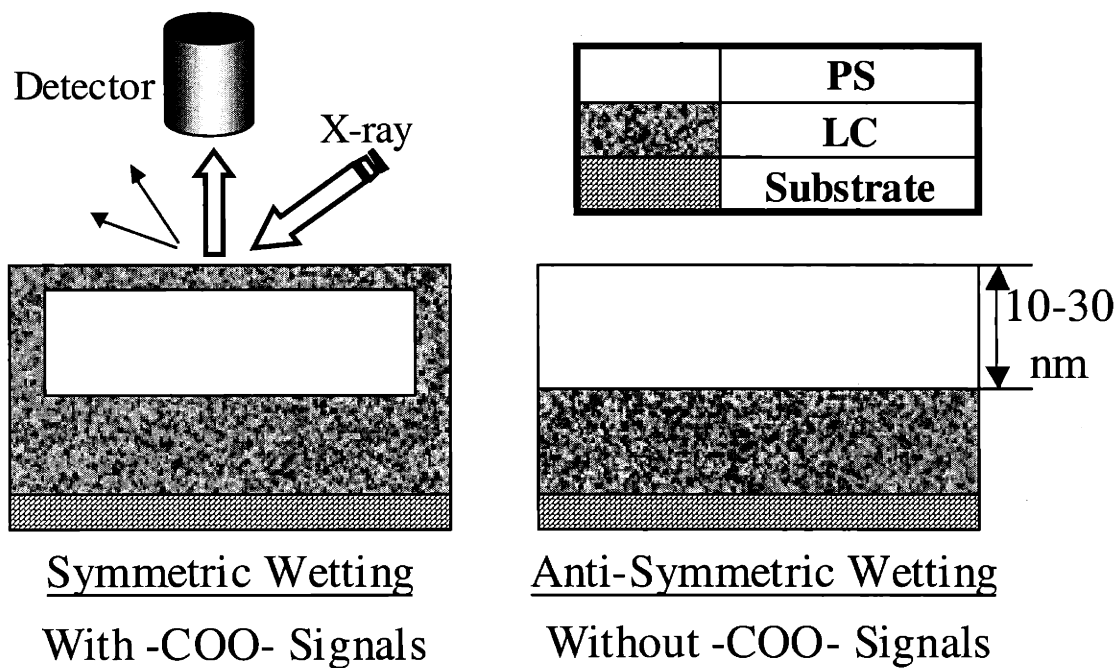 Detector
X-ray
PS
LC
Substrate
10-30
nm
Symmetric Wetting
With -COO- Signals
Anti-Symmetric Wetting
Without -COO- Signals